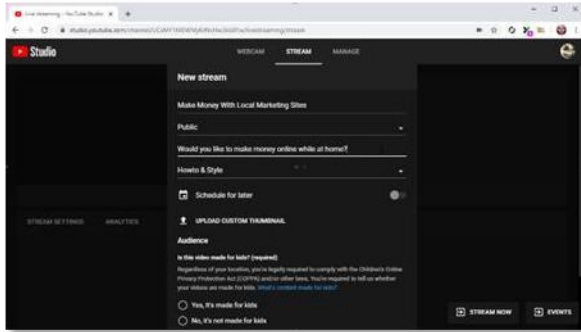 Live streaming - YouTube Studio
Studio
WEBCAM STREAM MANAGE
New stream
Make Money With Local Marketing Sites
Public
Would you like to make money online while at home?
Howto & Style
Schedule for later
UPLOAD CUSTOM THUMBNAIL
STREAM SETTINGS ANALYTICS
Audience
Is this video made for kids? (required)
Regardless of your location, you're legally required to comply with the Children's Online
Privacy Protection Act (COPPA) and/or other laws. You're required to tell us whether
your videos are made for kids. What's content made for kids?
Yes, it's made for kids
No, it's not made for kids
STREAM NOW EVENTS